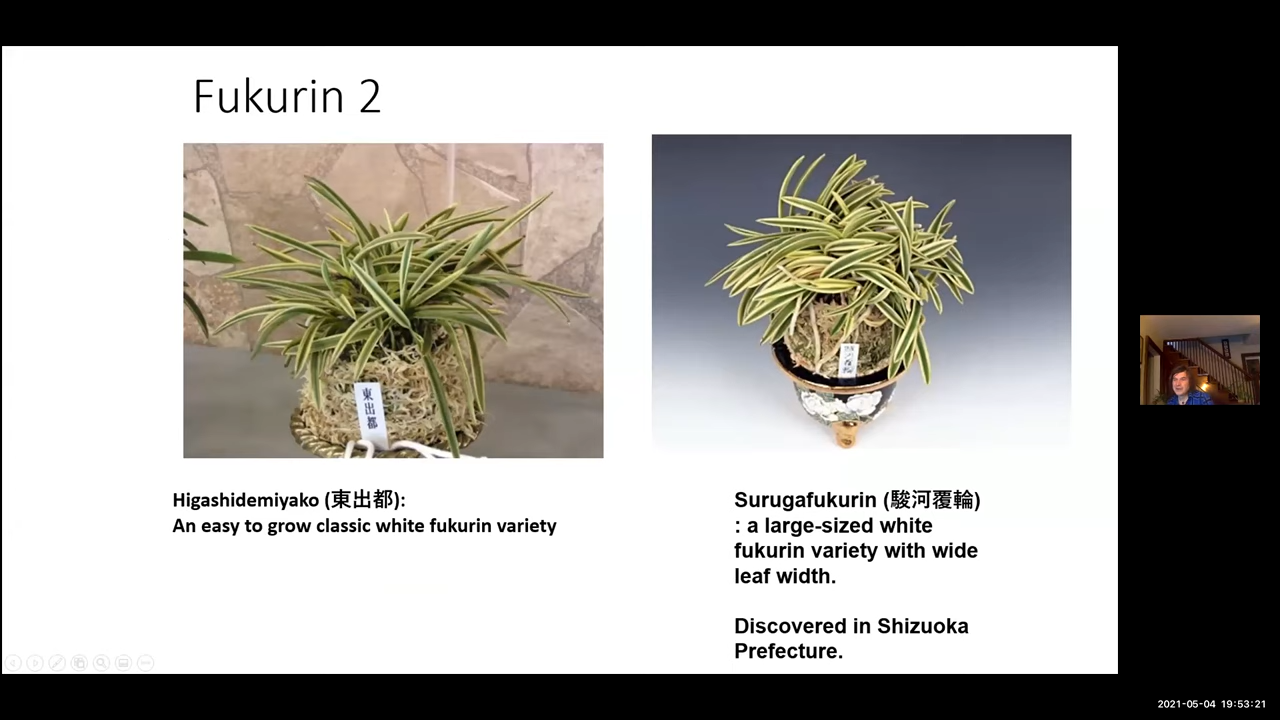 Fukurin 2
東出都
Higashidemiyako (東出都):
An easy to grow classic white fukurin variety
Surugafukurin (駿河覆輪)
: a large-sized white
fukurin variety with wide
leaf width.
Discovered in Shizuoka
Prefecture.
2021-05-04 19:53:21